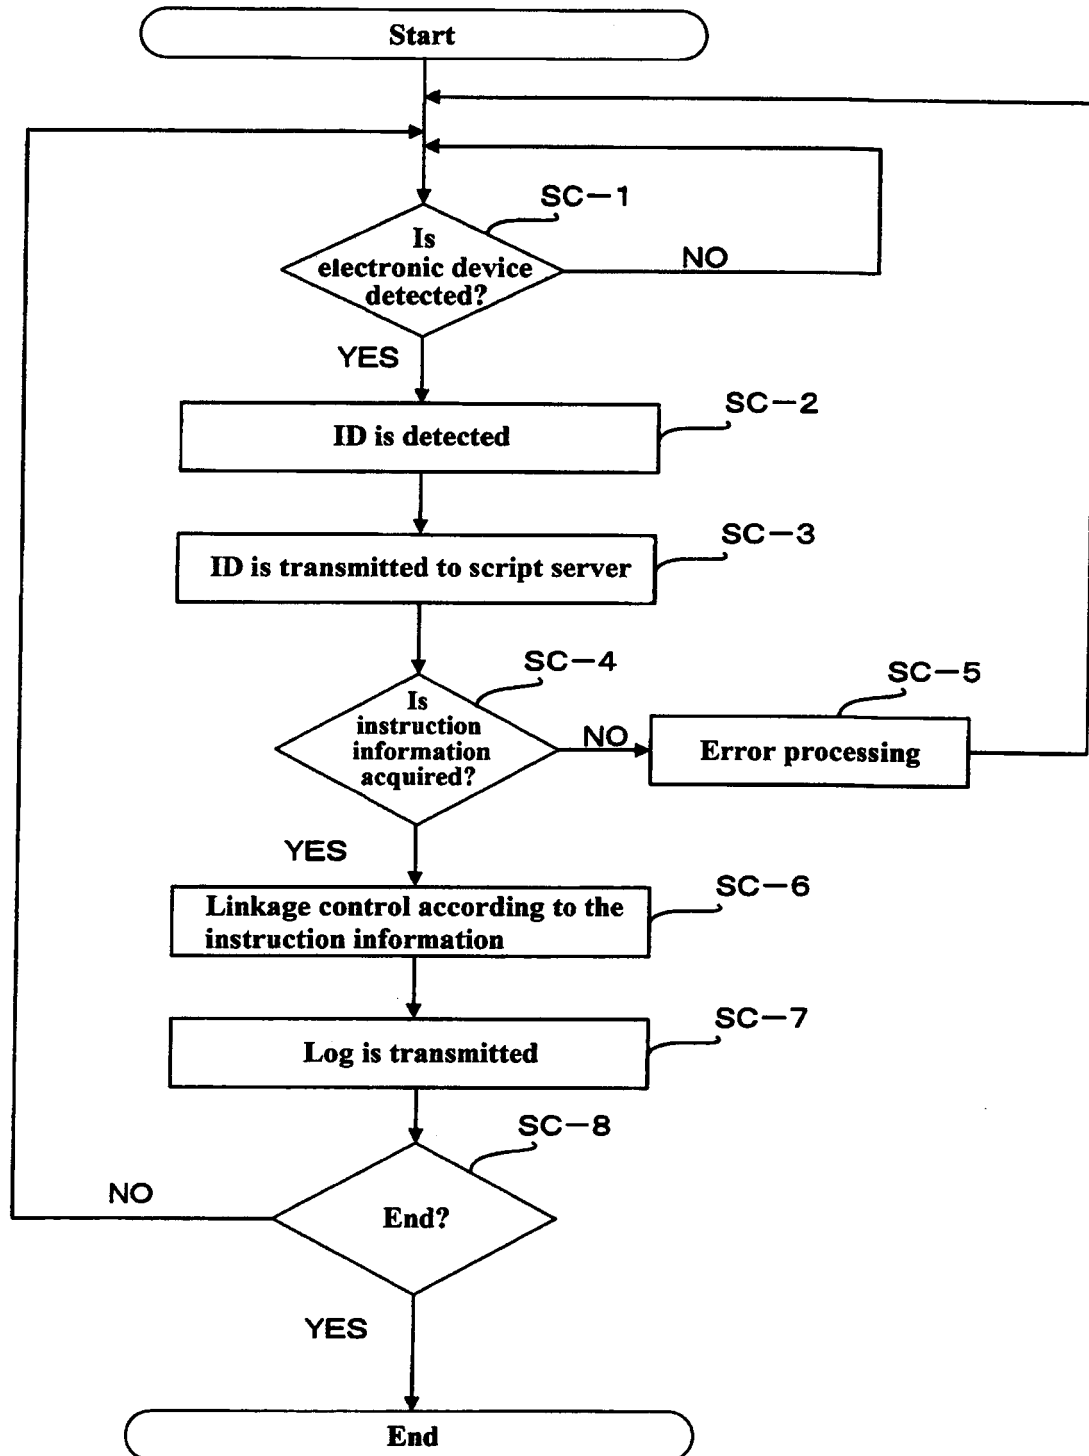 Start
SC-1
Is
electronic device
detected?
NO
YES
SC-2
ID is detected
SC-3
ID is transmitted to script server
SC-4
Is
instruction
information
acquired?
NO
SC-5
Error processing
YES
SC-6
Linkage control according to the
instruction information
SC-7
Log is transmitted
SC-8
NO
End?
YES
End